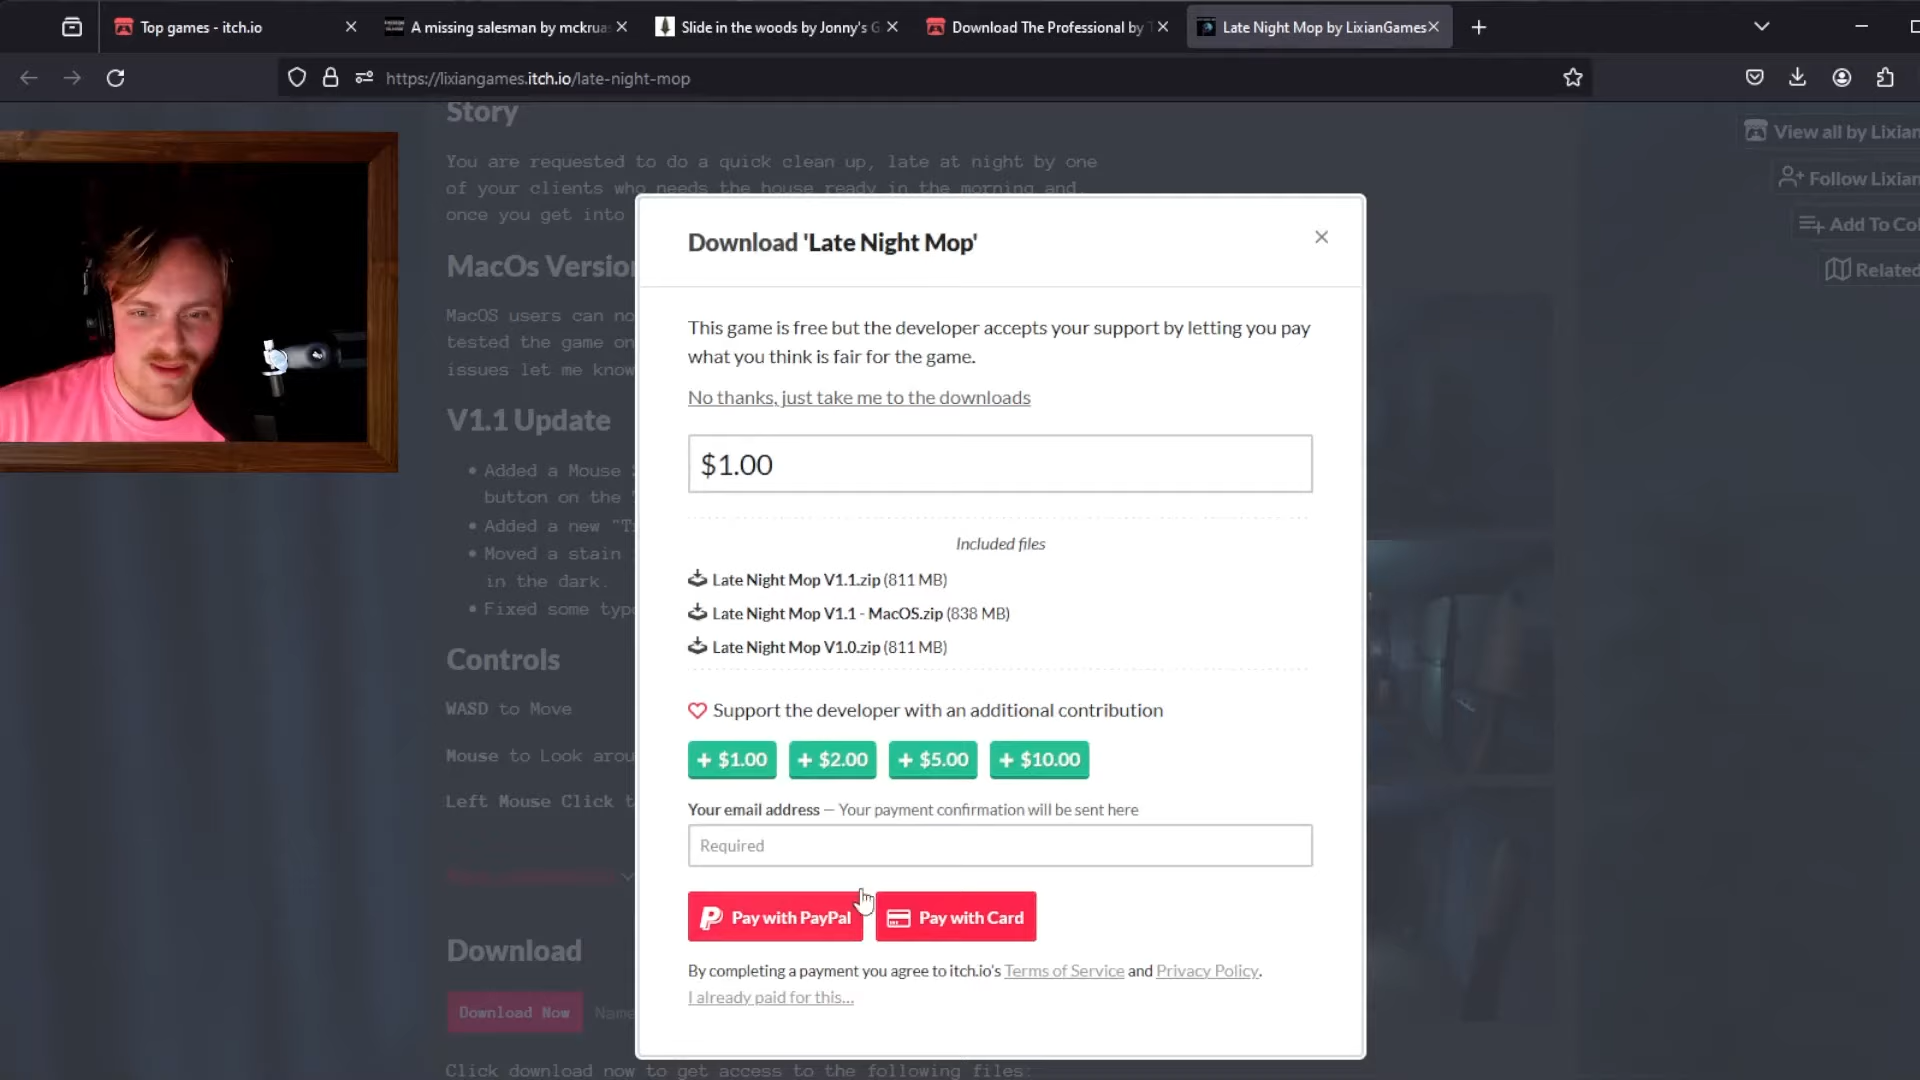 Top games - itch.io
A missing salesman by mckrua
Slide in the woods by Jonny's G
Download The Professional by T
Late Night Mop by LixianGames
https://lixiangames.itch.io/late-night-mop
Story
You are requested to do a quick clean up, late at night by one
of your clients who needs the house ready in the morning and,
once you get into
MacOs Version
MacOS users can no
tested the game on
issues let me know
V1.1 Update
Added a Mouse
button on the
Added a new "T
Moved a stain
in the dark.
Fixed some typo
Controls
WASD to Move
Mouse to Look arou
Left Mouse Click t
Download
Download Now Name
Click download now to get access to the following files:
View all by Lixian
Follow Lixian
Add To Col
Related
Download 'Late Night Mop'
This game is free but the developer accepts your support by letting you pay
what you think is fair for the game.
No thanks, just take me to the downloads
$1.00
Included files
Late Night Mop V1.1.zip (811 MB)
Late Night Mop V1.1 - MacOS.zip (838 MB)
Late Night Mop V1.0.zip (811 MB)
Support the developer with an additional contribution
+ $1.00 + $2.00 + $5.00 + $10.00
Your email address — Your payment confirmation will be sent here
Required
Pay with PayPal Pay with Card
By completing a payment you agree to itch.io's Terms of Service and Privacy Policy.
I already paid for this...